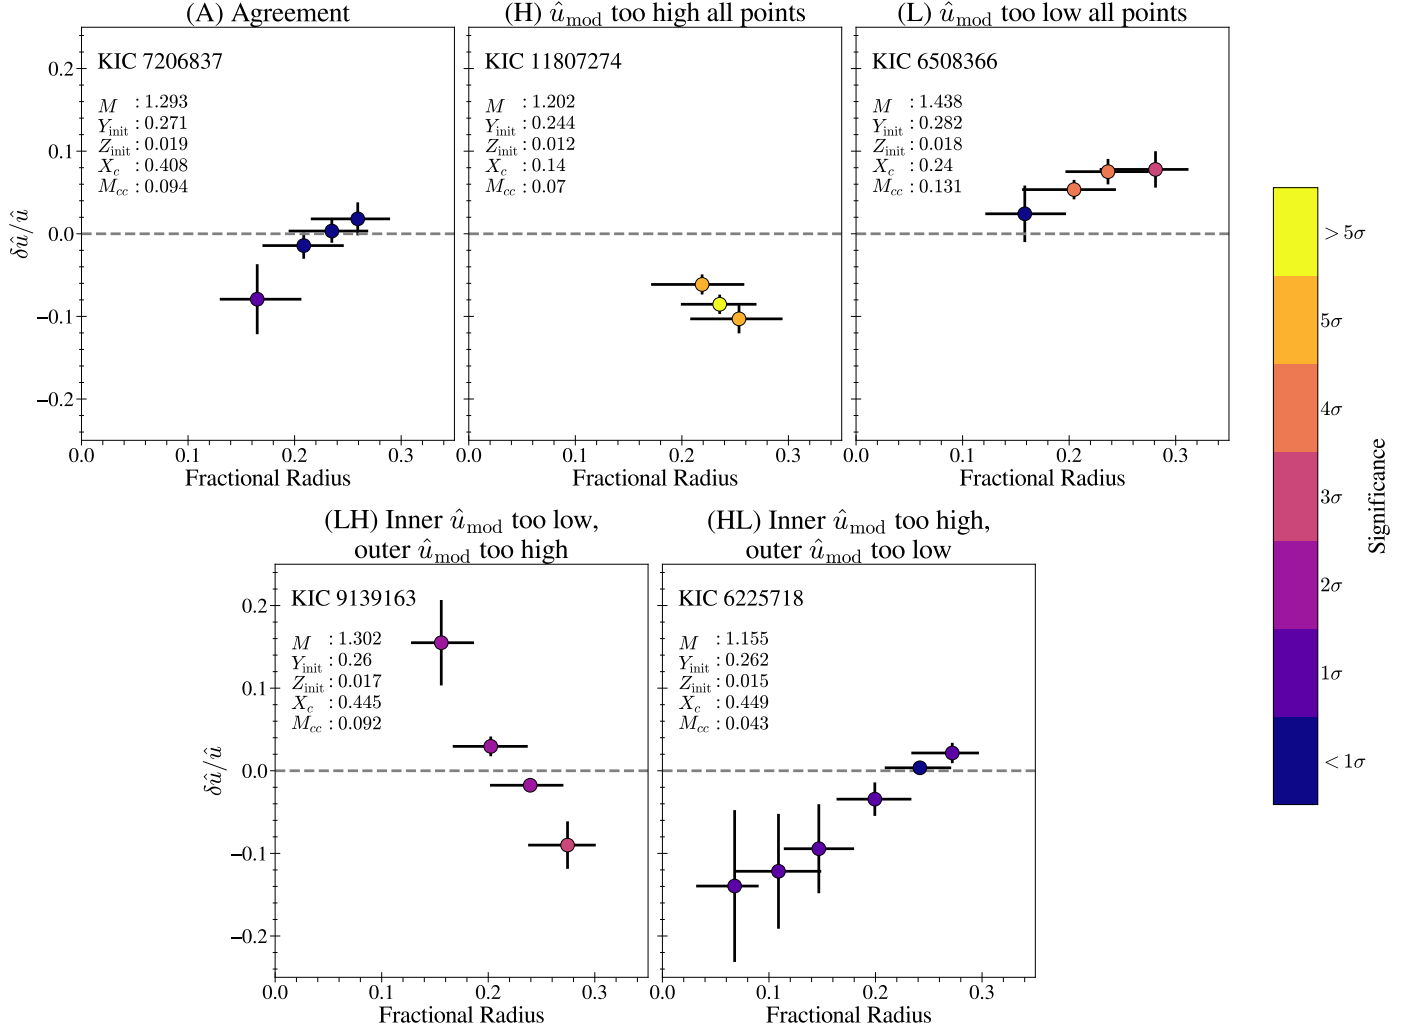 (A) Agreement
(H) û_mod too high all points
(L) û_mod too low all points
KIC 7206837
M : 1.293
Y_init : 0.271
Z_init : 0.019
X_c : 0.408
M_cc : 0.094
KIC 11807274
M : 1.202
Y_init : 0.244
Z_init : 0.012
X_c : 0.14
M_cc : 0.07
KIC 6508366
M : 1.438
Y_init : 0.282
Z_init : 0.018
X_c : 0.24
M_cc : 0.131
δû/û
0.2
0.1
0.0
−0.1
−0.2
0.0 0.1 0.2 0.3
0.0 0.1 0.2 0.3
0.0 0.1 0.2 0.3
Fractional Radius
Fractional Radius
Fractional Radius
(LH) Inner û_mod too low,
outer û_mod too high
(HL) Inner û_mod too high,
outer û_mod too low
KIC 9139163
M : 1.302
Y_init : 0.26
Z_init : 0.017
X_c : 0.445
M_cc : 0.092
KIC 6225718
M : 1.155
Y_init : 0.262
Z_init : 0.015
X_c : 0.449
M_cc : 0.043
δû/û
0.2
0.1
0.0
−0.1
−0.2
0.0 0.1 0.2 0.3
0.0 0.1 0.2 0.3
Fractional Radius
Fractional Radius
> 5σ
5σ
4σ
3σ
2σ
1σ
< 1σ
Significance